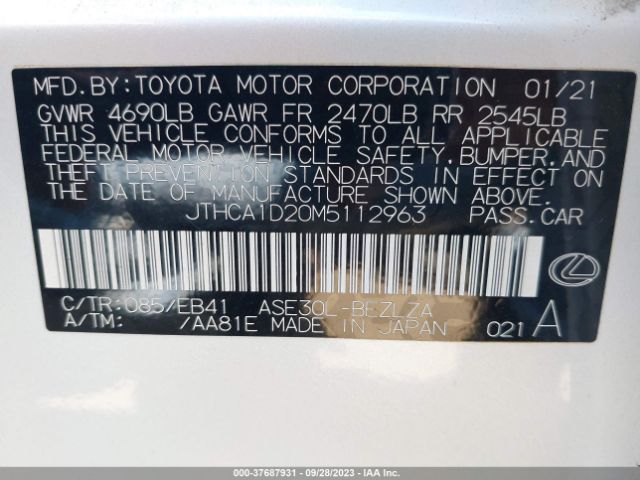 MFD.BY:TOYOTA MOTOR CORPORATION 01/21
GVWR 4690LB GAWR FR 2470LB RR 2545LB
THIS VEHICLE CONFORMS TO ALL APPLICABLE
FEDERAL MOTOR VEHICLE SAFETY,BUMPER,AND
THEFT PREVENTION STANDARDS IN EFFECT ON
THE DATE OF MANUFACTURE SHOWN ABOVE.
JTHCA1D20M5112963 PASS.CAR
C/TR:085/EB41 ASE30L-BEZLZA
A/TM: /AA81E MADE IN JAPAN 021 A
000-37687931 - 09/28/2023 - IAA Inc.